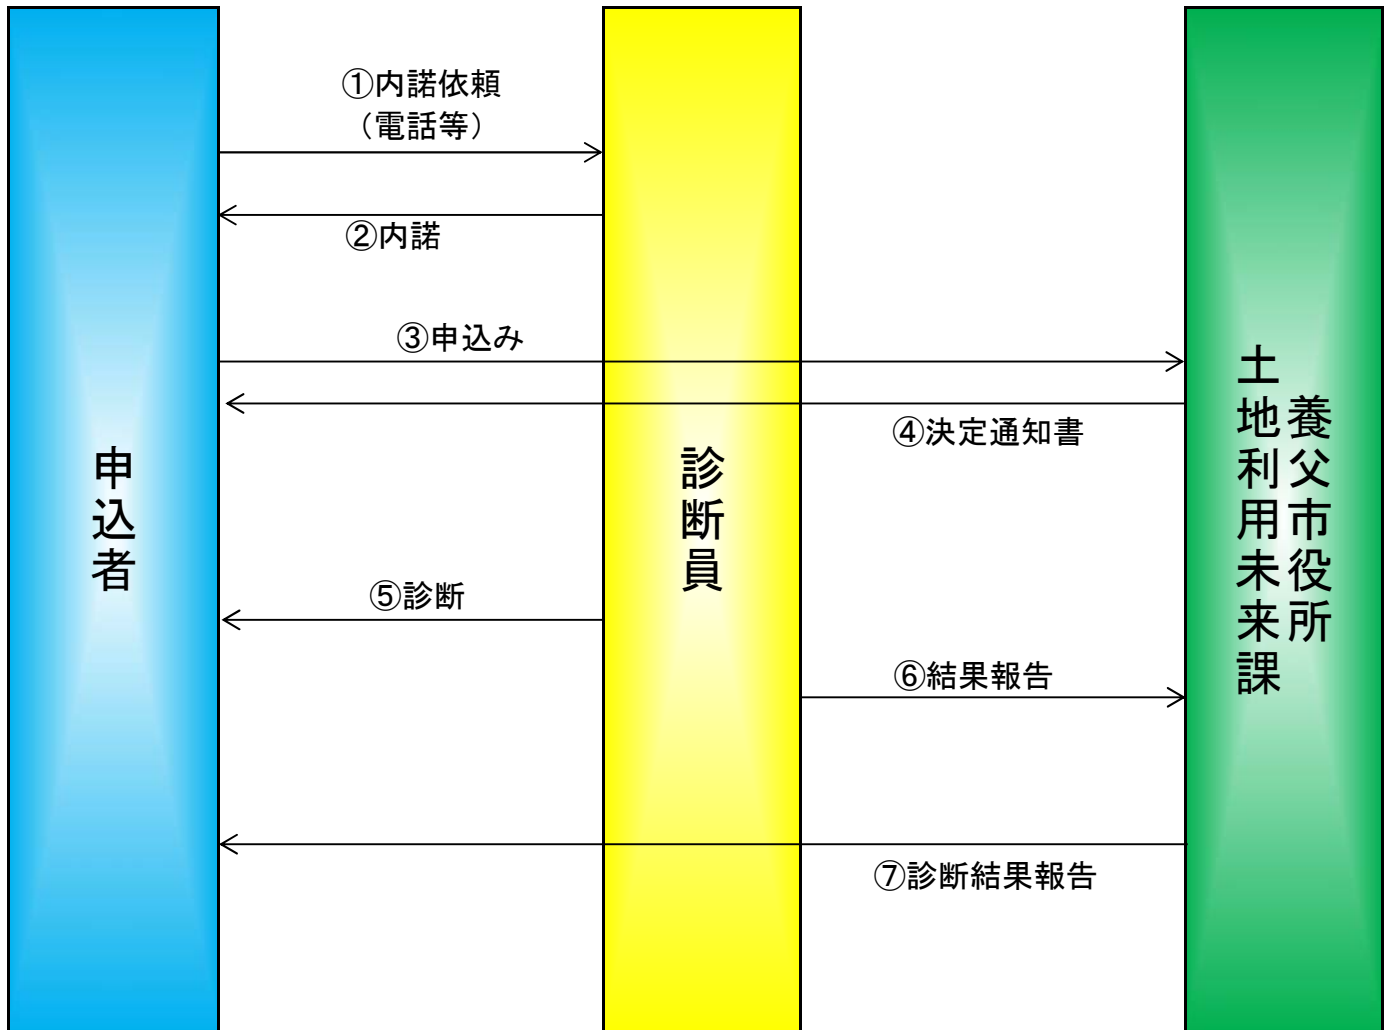 ①内諾依頼
（電話等）
②内諾
③申込み
④決定通知書
申込者
診断員
養父市役所
土地利用未来課
⑤診断
⑥結果報告
⑦診断結果報告